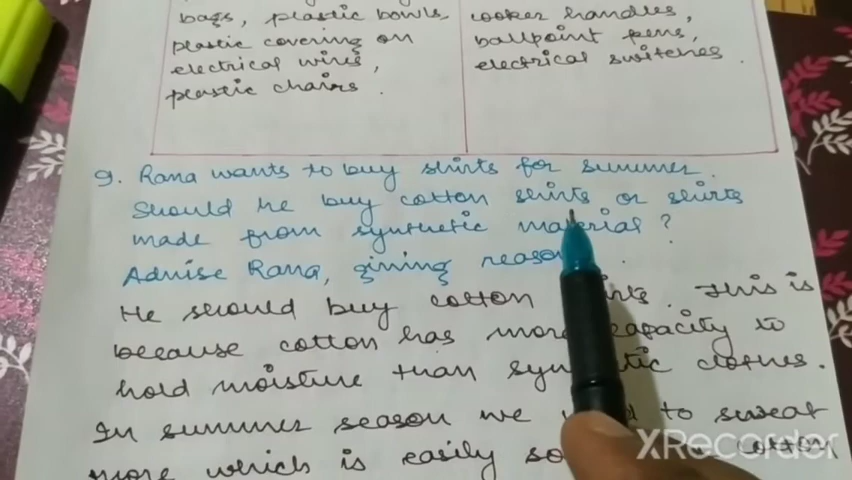 bags, plastic bowls,
plastic covering on
electrical wires,
plastic chairs.
cooker handles,
ballpoint pens,
electrical switches.
9. Rana wants to buy shirts for summer.
Should he buy cotton shirts or shirts
made from synthetic material?
Advise Rana, giving reason.
He should buy cotton This is
because cotton has more capacity to
hold moisture than clothes.
In summer season we to sweat
more which is easily cotton
XRecorder